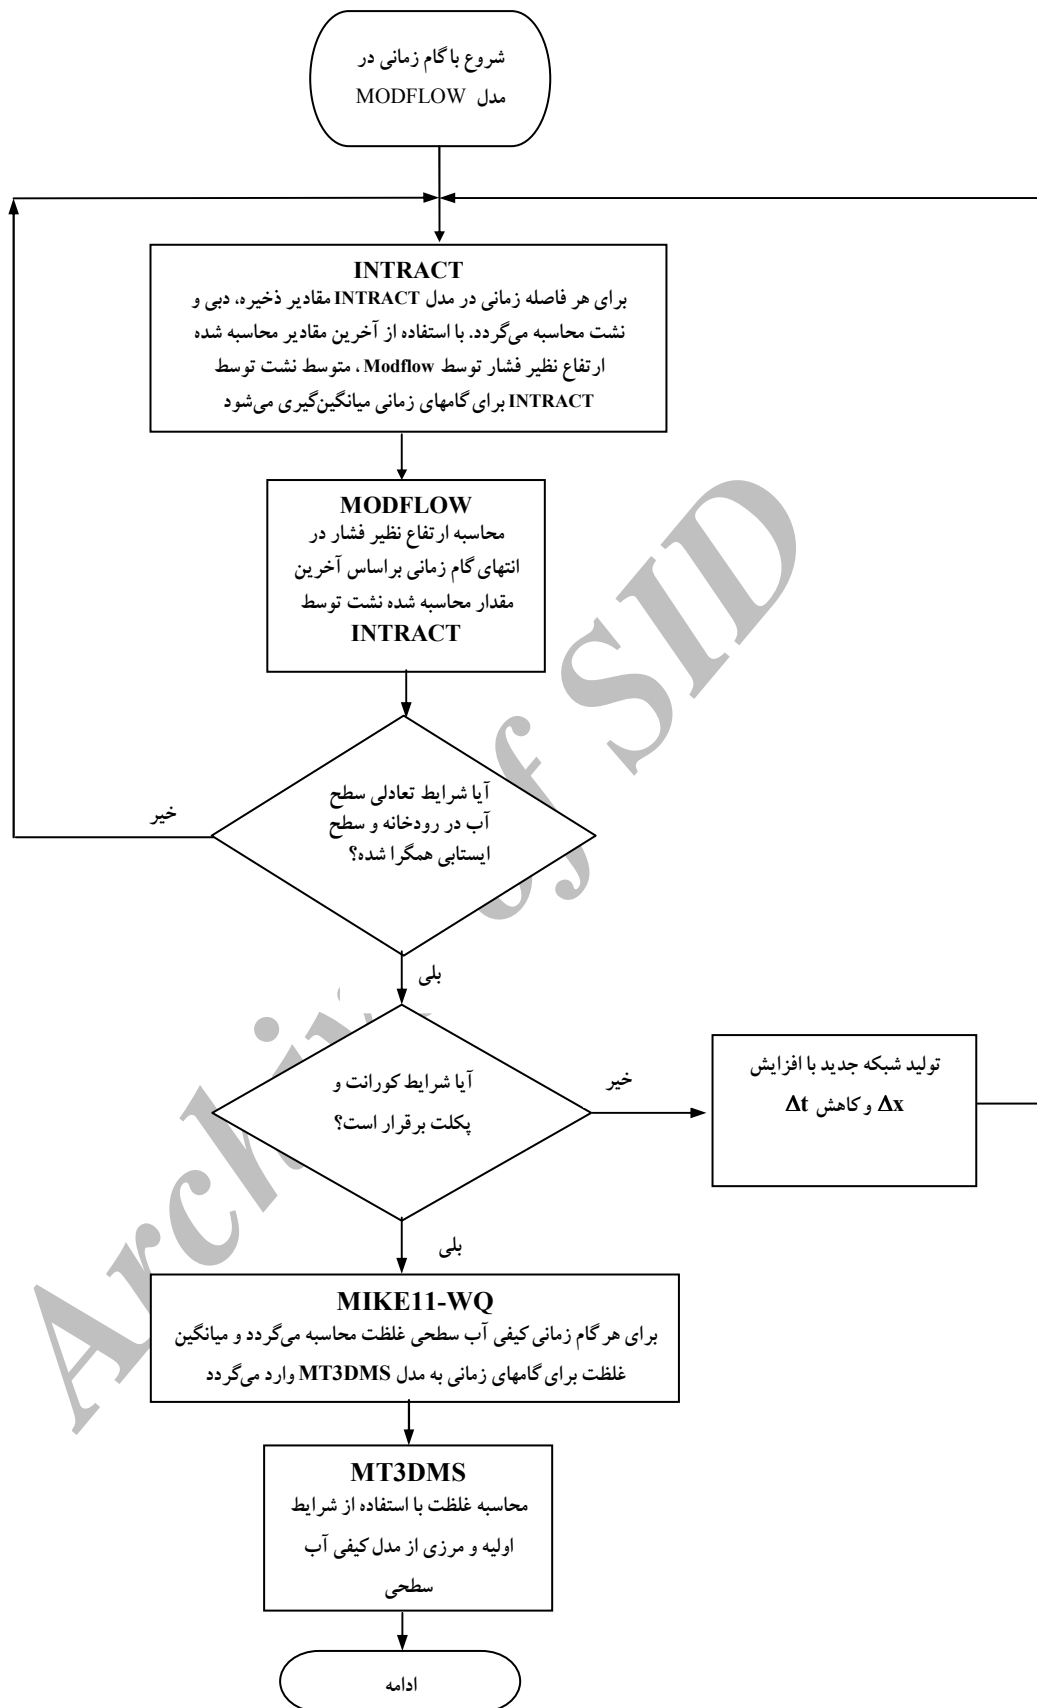 شروع با گام زمانی در
مدل MODFLOW
INTRACT
برای هر فاصله زمانی در مدل INTRACT مقادیر ذخیره، دبی و
نشت محاسبه می‌گردد. با استفاده از آخرین مقادیر محاسبه شده
ارتفاع نظیر فشار توسط Modflow ، متوسط نشت توسط
INTRACT برای گامهای زمانی میانگین‌گیری می‌شود
MODFLOW
محاسبه ارتفاع نظیر فشار در
انتهای گام زمانی براساس آخرین
مقدار محاسبه شده نشت توسط
INTRACT
آیا شرایط تعادلی سطح
آب در رودخانه و سطح
ایستابی همگرا شده؟
خیر
بلی
آیا شرایط کورانت و
پکلت برقرار است؟
خیر
تولید شبکه جدید با افزایش
Δx و کاهش Δt
بلی
MIKE11-WQ
برای هر گام زمانی کیفی آب سطحی غلظت محاسبه می‌گردد و میانگین
غلظت برای گامهای زمانی به مدل MT3DMS وارد می‌گردد
MT3DMS
محاسبه غلظت با استفاده از شرایط
اولیه و مرزی از مدل کیفی آب
سطحی
ادامه
Archive of SID